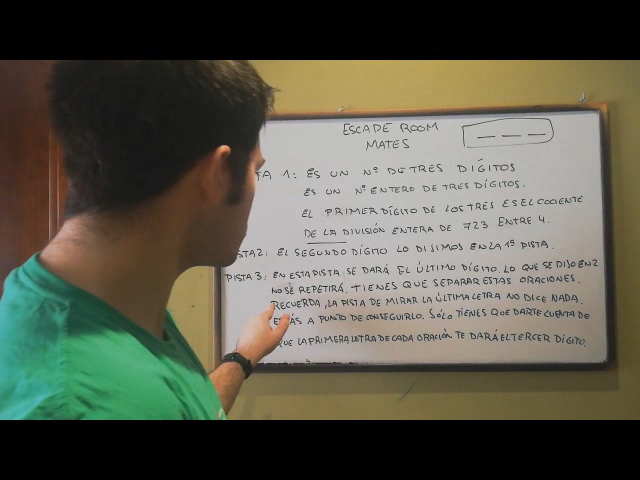 ESCAPE ROOM
MATES
_ _ _
STA 1: ES UN Nº DE TRES DÍGITOS
ES UN Nº ENTERO DE TRES DÍGITOS.
EL PRIMER DÍGITO DE LOS TRES ES EL COCIENTE
DE LA DIVISIÓN ENTERA DE 723 ENTRE 4.
ISTA2: EL SEGUNDO DÍGITO LO DIJIMOS EN LA 1ª PISTA.
PISTA 3: EN ESTA PISTA SE DARÁ EL ÚLTIMO DÍGITO. LO QUE SE DIJO EN 2
NO SE REPETIRÁ. TIENES QUE SEPARAR ESTAS ORACIONES.
RECUERDA, LA PISTA DE MIRAR LA ÚLTIMA LETRA NO DICE NADA.
ESTÁS A PUNTO DE CONSEGUIRLO. SÓLO TIENES QUE DARTE CUENTA DE
QUE LA PRIMERA LETRA DE CADA ORACIÓN TE DARÁ EL TERCER DÍGITO.